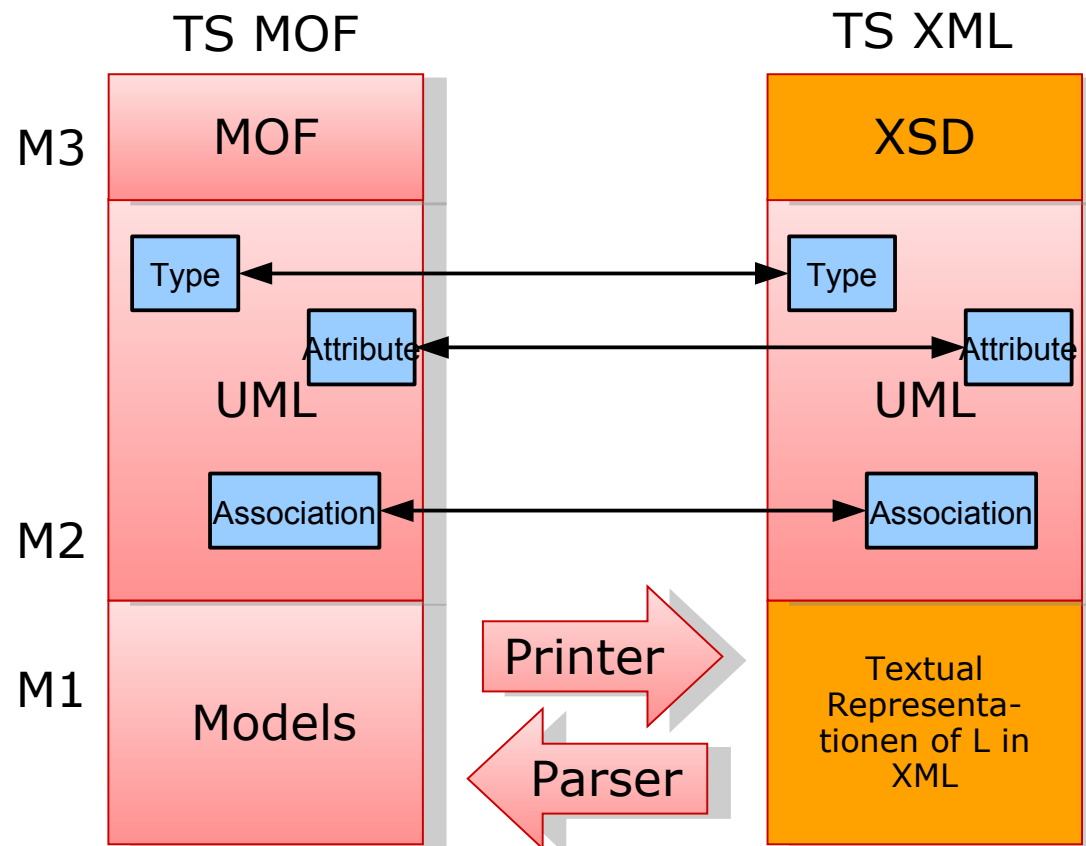 TS MOF
TS XML
M3
MOF
XSD
Type
Type
Attribute
Attribute
UML
UML
Association
Association
M2
M1
Models
Printer
Parser
Textual
Representa-
tionen of L in
XML